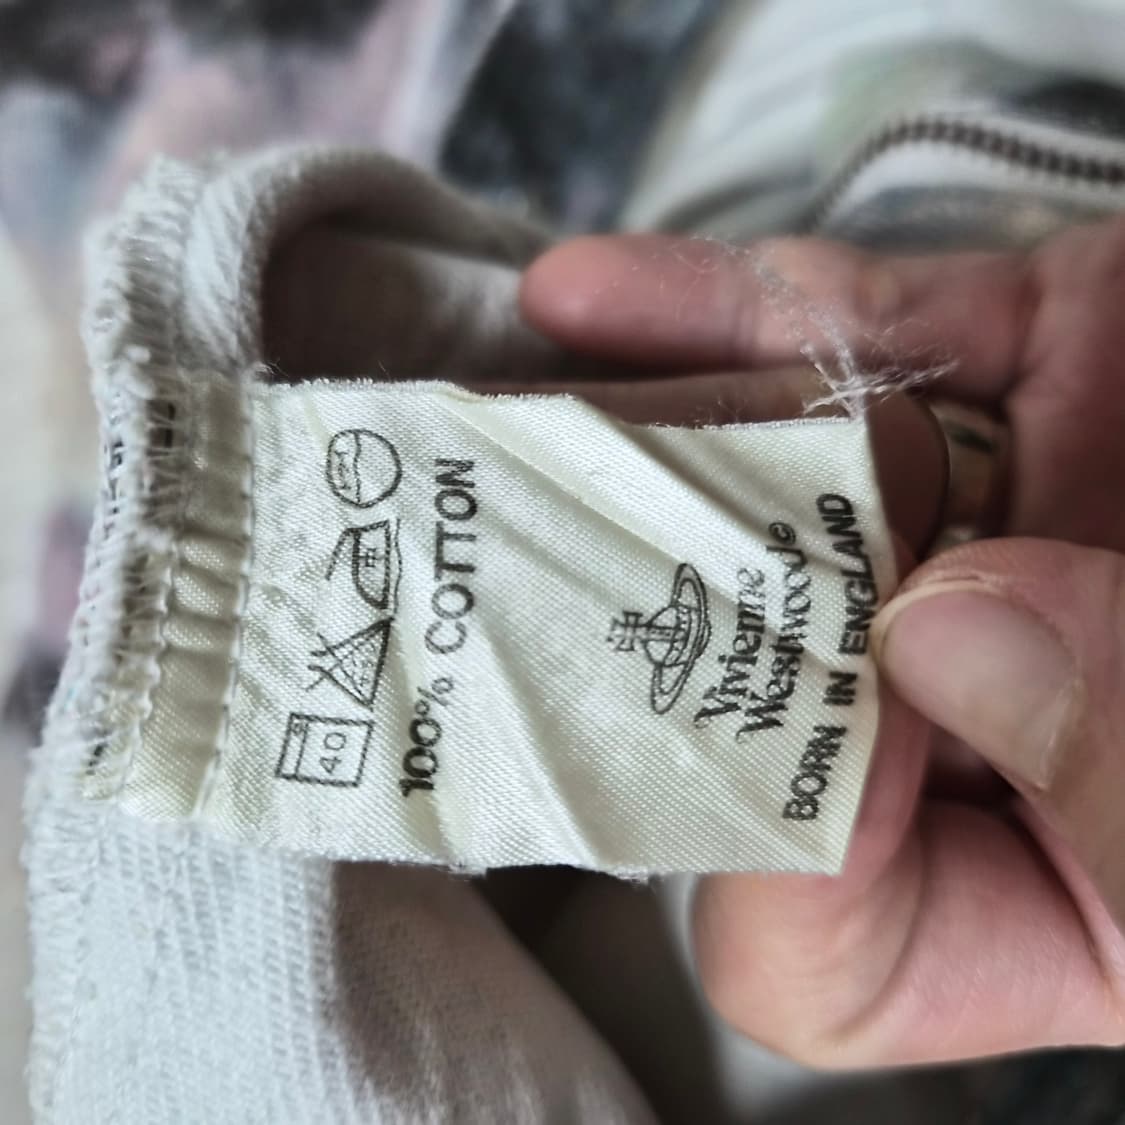 Vivienne
Westwood
BORN IN ENGLAND
100% COTTON
40